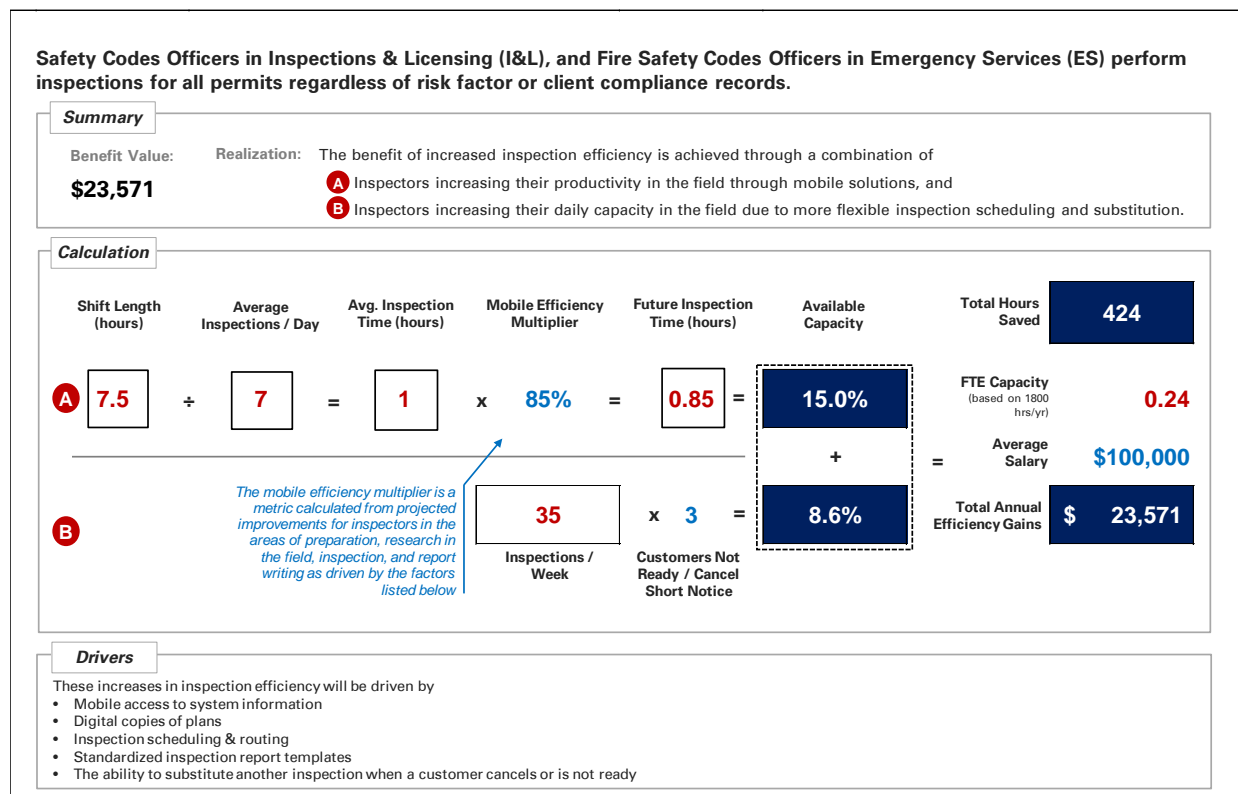 Safety Codes Officers in Inspections & Licensing (I&L), and Fire Safety Codes Officers in Emergency Services (ES) perform
inspections for all permits regardless of risk factor or client compliance records.
Summary
Benefit Value:
$23,571
Realization: The benefit of increased inspection efficiency is achieved through a combination of
A Inspectors increasing their productivity in the field through mobile solutions, and
B Inspectors increasing their daily capacity in the field due to more flexible inspection scheduling and substitution.
Calculation
Shift Length
(hours)
Average
Inspections / Day
Avg. Inspection
Time (hours)
Mobile Efficiency
Multiplier
Future Inspection
Time (hours)
Available
Capacity
Total Hours
Saved
424
A 7.5 ÷ 7 = 1 x 85% = 0.85 = 15.0%
FTE Capacity
(based on 1800
hrs/yr)
0.24
+
=
Average
Salary
$100,000
The mobile efficiency multiplier is a
metric calculated from projected
improvements for inspectors in the
areas of preparation, research in
the field, inspection, and report
writing as driven by the factors
listed below
B 35 x 3 = 8.6%
Inspections /
Week
Customers Not
Ready / Cancel
Short Notice
Total Annual
Efficiency Gains
$ 23,571
Drivers
These increases in inspection efficiency will be driven by
• Mobile access to system information
• Digital copies of plans
• Inspection scheduling & routing
• Standardized inspection report templates
• The ability to substitute another inspection when a customer cancels or is not ready